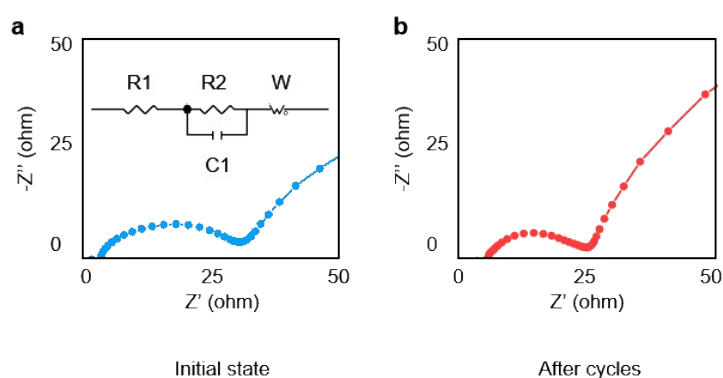 a
50
25
0
-Z'' (ohm)
R1 R2 W
C1
0 25 50
Z' (ohm)
Initial state
b
50
25
0
-Z'' (ohm)
0 25 50
Z' (ohm)
After cycles